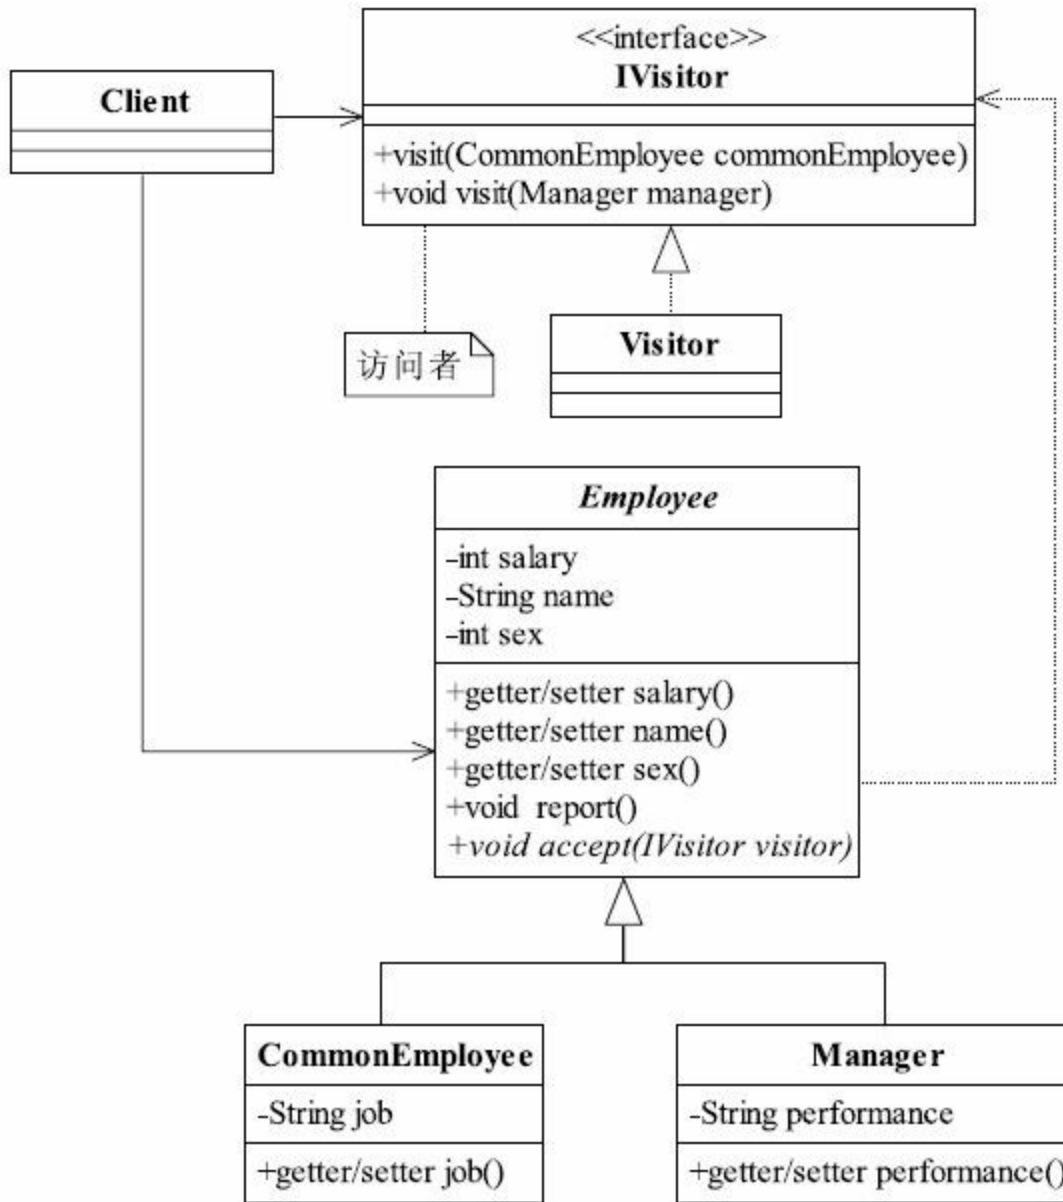 <<interface>>
IVisitor
Client
+visit(CommonEmployee commonEmployee)
+void visit(Manager manager)
访问者
Visitor
Employee
-int salary
-String name
-int sex
+getter/setter salary()
+getter/setter name()
+getter/setter sex()
+void report()
+void accept(IVisitor visitor)
CommonEmployee
-String job
+getter/setter job()
Manager
-String performance
+getter/setter performance()